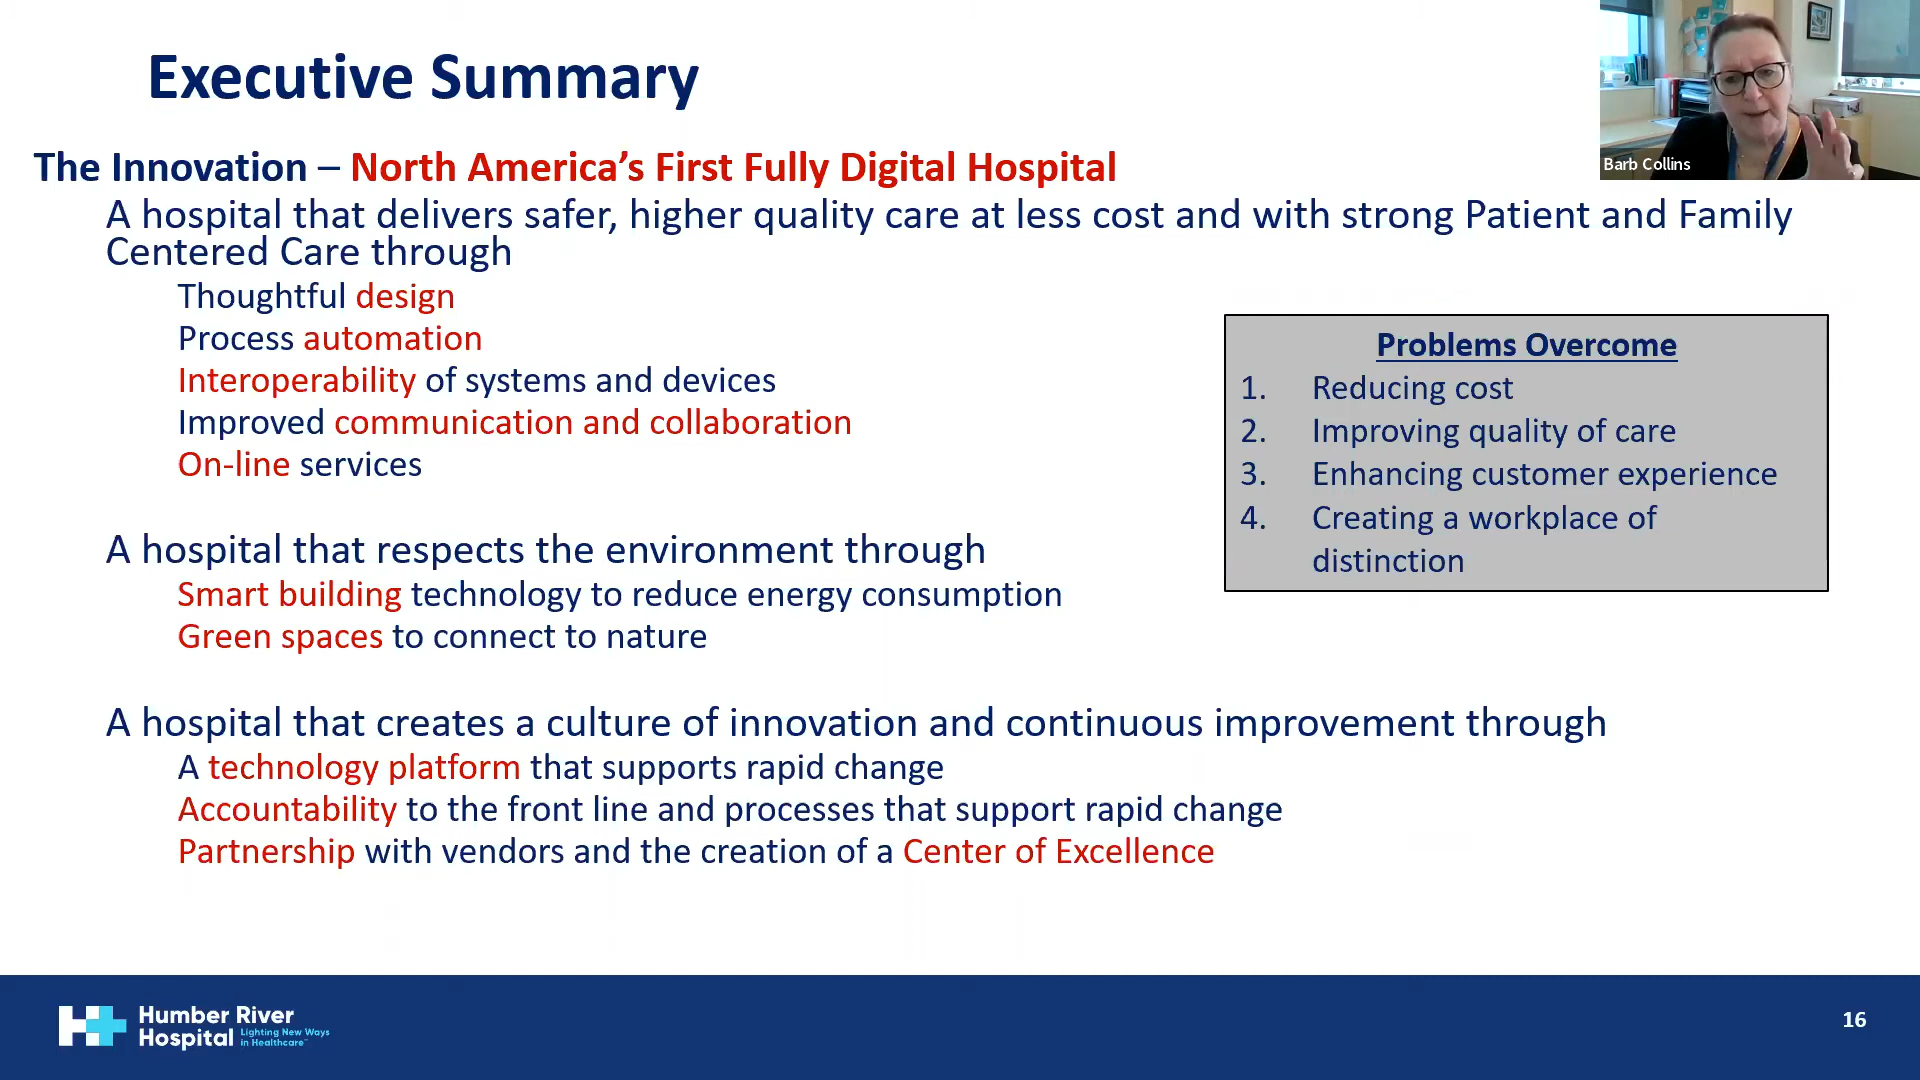 Executive Summary
Barb Collins
The Innovation – North America’s First Fully Digital Hospital
A hospital that delivers safer, higher quality care at less cost and with strong Patient and Family
Centered Care through
Thoughtful design
Process automation
Interoperability of systems and devices
Improved communication and collaboration
On-line services
Problems Overcome
1. Reducing cost
2. Improving quality of care
3. Enhancing customer experience
4. Creating a workplace of
distinction
A hospital that respects the environment through
Smart building technology to reduce energy consumption
Green spaces to connect to nature
A hospital that creates a culture of innovation and continuous improvement through
A technology platform that supports rapid change
Accountability to the front line and processes that support rapid change
Partnership with vendors and the creation of a Center of Excellence
Humber River
Hospital
Lighting New Ways
in Healthcare™
16